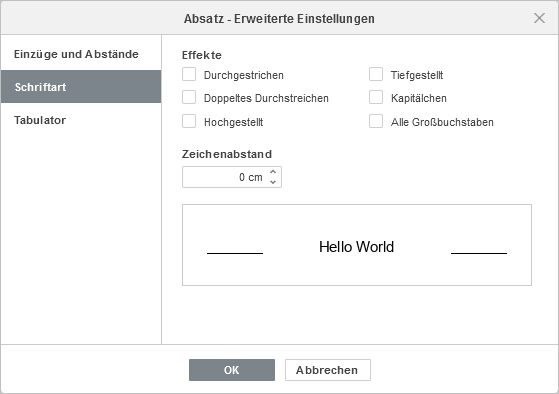 Absatz - Erweiterte Einstellungen
Einzüge und Abstände
Schriftart
Tabulator
Effekte
Durchgestrichen
Tiefgestellt
Doppeltes Durchstreichen
Kapitälchen
Hochgestellt
Alle Großbuchstaben
Zeichenabstand
0 cm
Hello World
OK
Abbrechen